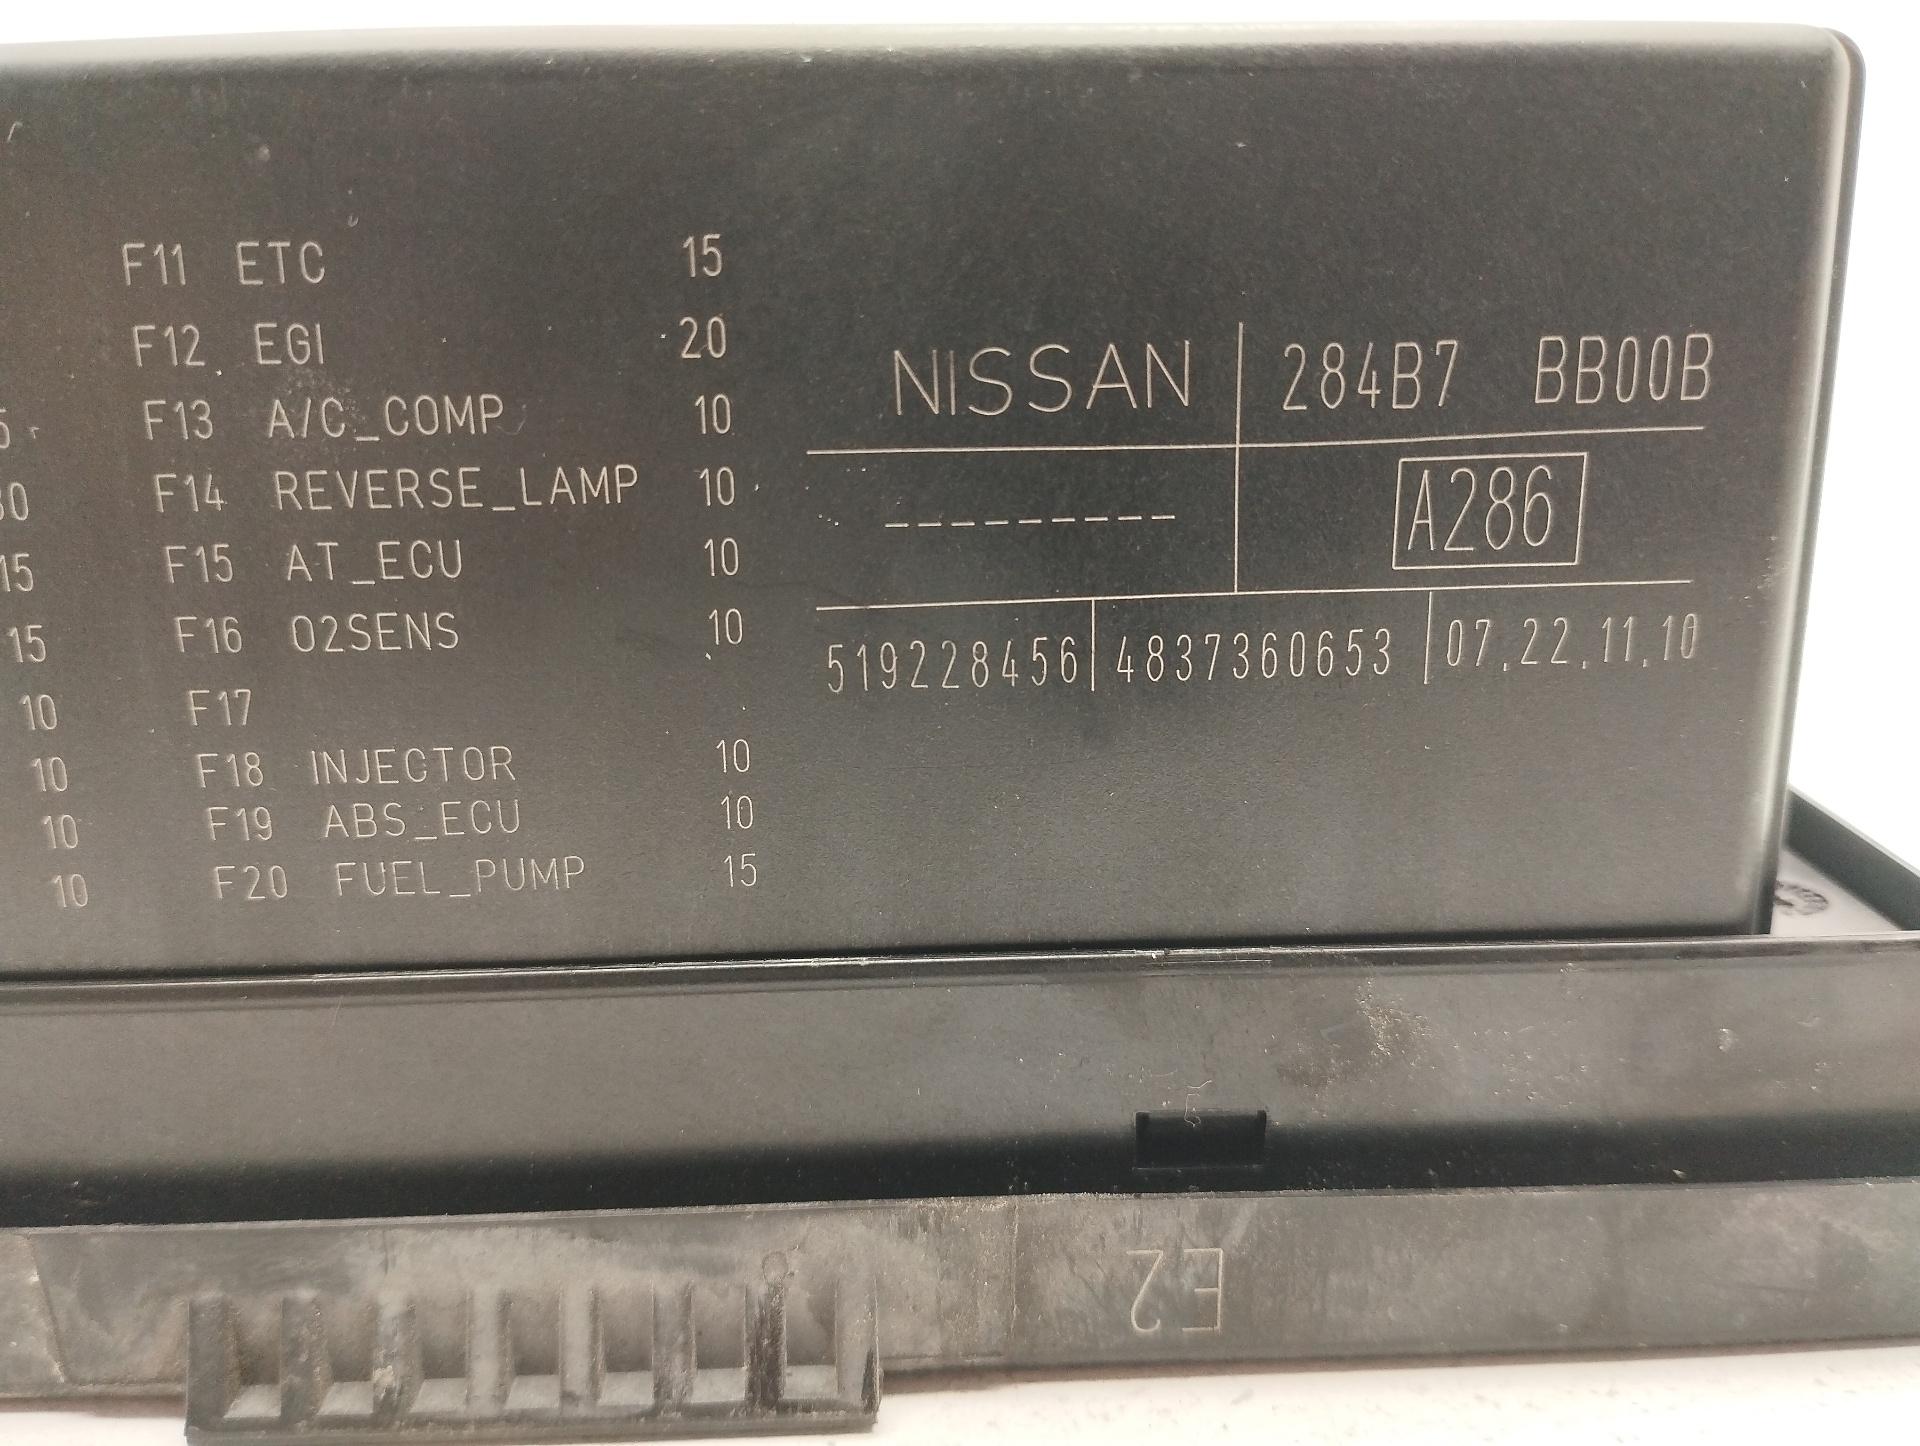 F11 ETC 15
F12 EGI 20
5 F13 A/C_COMP 10
30 F14 REVERSE_LAMP 10
15 F15 AT_ECU 10
15 F16 O2SENS 10
10 F17
10 F18 INJECTOR 10
10 F19 ABS_ECU 10
10 F20 FUEL_PUMP 15
NISSAN 284B7 BB00B
--------- A286
519228456 4837360653 07.22.11.10
E2